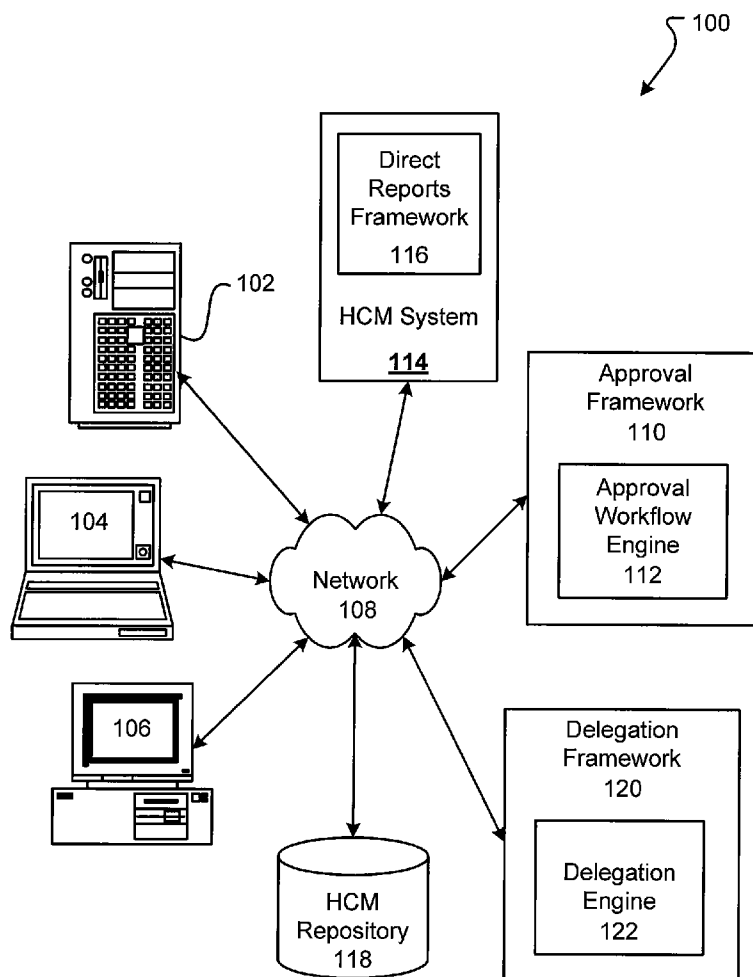 100
Direct
Reports
Framework
116
HCM System
114
102
Approval
Framework
110
Approval
Workflow
Engine
112
104
Network
108
106
Delegation
Framework
120
Delegation
Engine
122
HCM
Repository
118